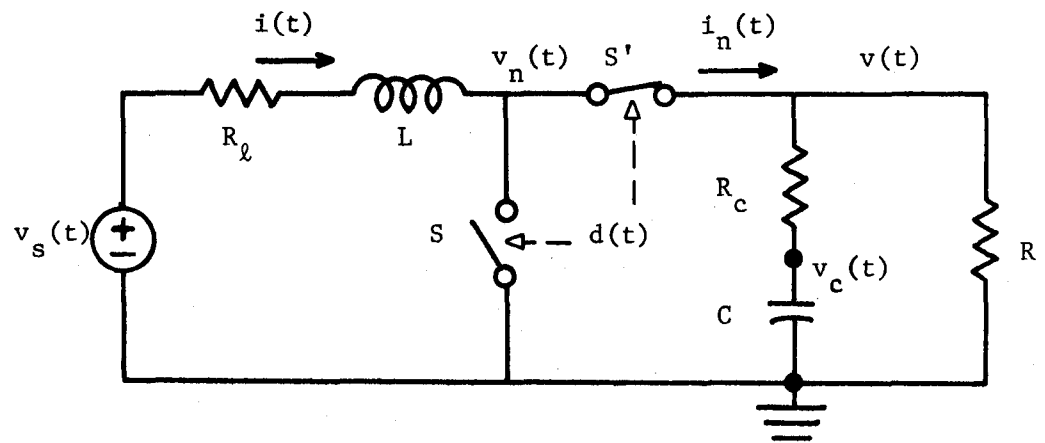 i(t)
i_n(t)
v_n(t)
S'
v(t)
R_ℓ
L
R_c
v_s(t)
+
−
S
d(t)
R
v_c(t)
C